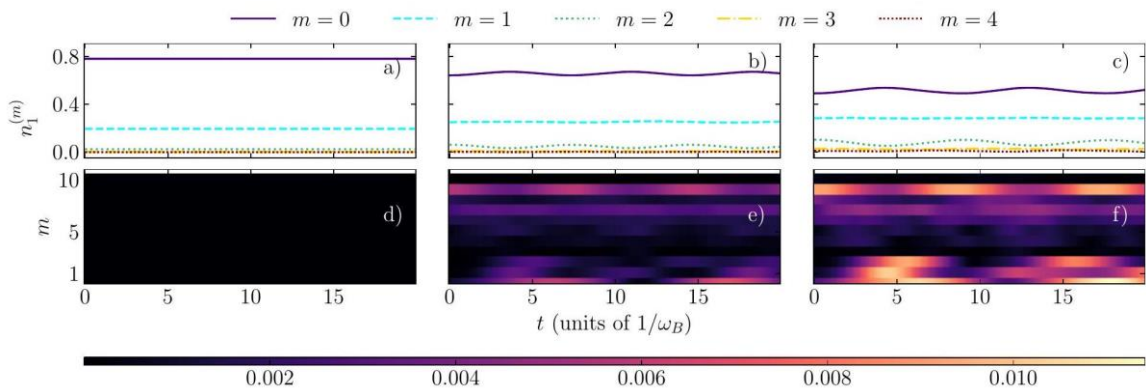 m = 0 m = 1 m = 2 m = 3 m = 4
0.8 a) b) c)
n_1^{(m)} 0.4
0.0
10 d) e) f)
m 5
1
0 5 10 15 0 5 10 15 0 5 10 15
t (units of 1/ω_B)
0.002 0.004 0.006 0.008 0.010